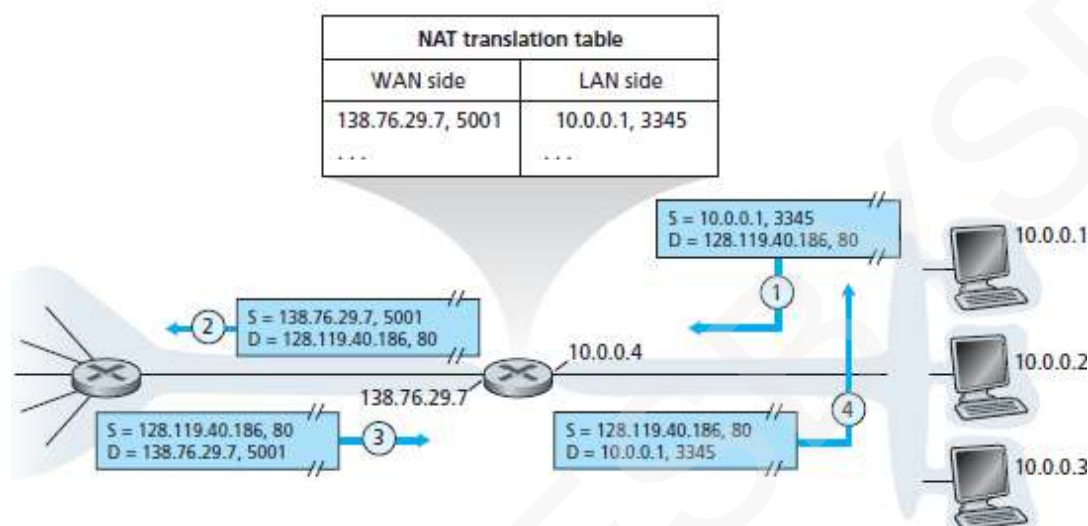 NAT translation table
WAN side LAN side
138.76.29.7, 5001 10.0.0.1, 3345
. . . . . .
S = 10.0.0.1, 3345
D = 128.119.40.186, 80
10.0.0.1
1
2
S = 138.76.29.7, 5001
D = 128.119.40.186, 80
10.0.0.4
10.0.0.2
138.76.29.7
S = 128.119.40.186, 80
D = 138.76.29.7, 5001
3
S = 128.119.40.186, 80
D = 10.0.0.1, 3345
4
10.0.0.3